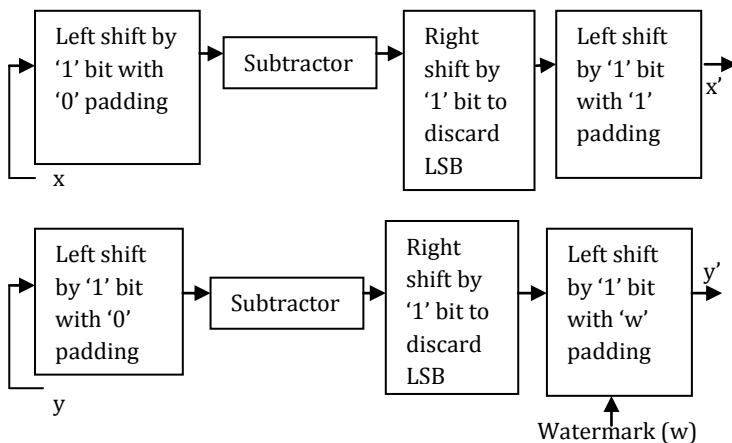 Left shift by
‘1’ bit with
‘0’ padding
Subtractor
Right
shift by
‘1’ bit to
discard
LSB
Left shift
by ‘1’ bit
with ‘1’
padding
x’
x
Left shift
by ‘1’ bit
with ‘0’
padding
Subtractor
Right
shift by
‘1’ bit to
discard
LSB
Left shift
by ‘1’ bit
with ‘w’
padding
y’
y
Watermark (w)